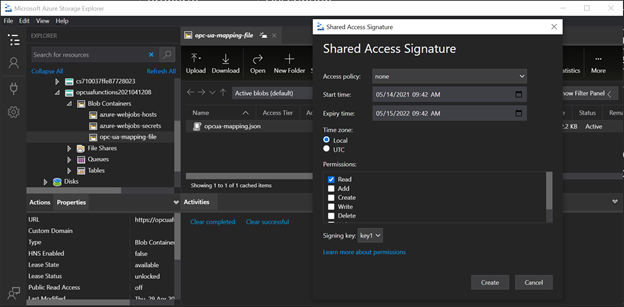 Microsoft Azure Storage Explorer
File Edit View Help
EXPLORER
Search for resources
Collapse All Refresh All
cs710037ffe87728023
opcuafunctions2021041208
Blob Containers
azure-webjobs-hosts
azure-webjobs-secrets
opc-ua-mapping-file
File Shares
Queues
Tables
Disks
Actions Properties
URL https://opcuaf
Custom Domain
Type Blob Container
HNS Enabled false
Lease State available
Lease Status unlocked
Public Read Access off
Last Modified Thu, 29 Apr 20
opc-ua-mapping-file
Upload Download Open New Folder
Active blobs (default)
Name Access Tier
opcua-mapping.json
Showing 1 to 1 of 1 cached items
Activities
Clear completed Clear successful
Shared Access Signature
Shared Access Signature
Access policy: none
Start time: 05/14/2021 09:42 AM
Expiry time: 05/15/2022 09:42 AM
Time zone:
Local
UTC
Permissions:
Read
Add
Create
Write
Delete
Signing key: key1
Learn more about permissions
Create Cancel
tatistics More
how Filter Panel
Size Status Rema
2.2 KB Active